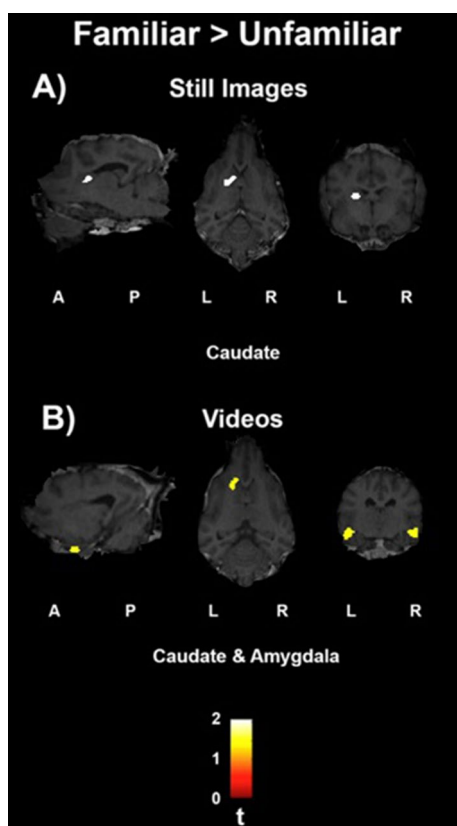 Familiar > Unfamiliar
A) Still Images
A P L R L R
Caudate
B) Videos
A P L R L R
Caudate & Amygdala
2
1
0
t